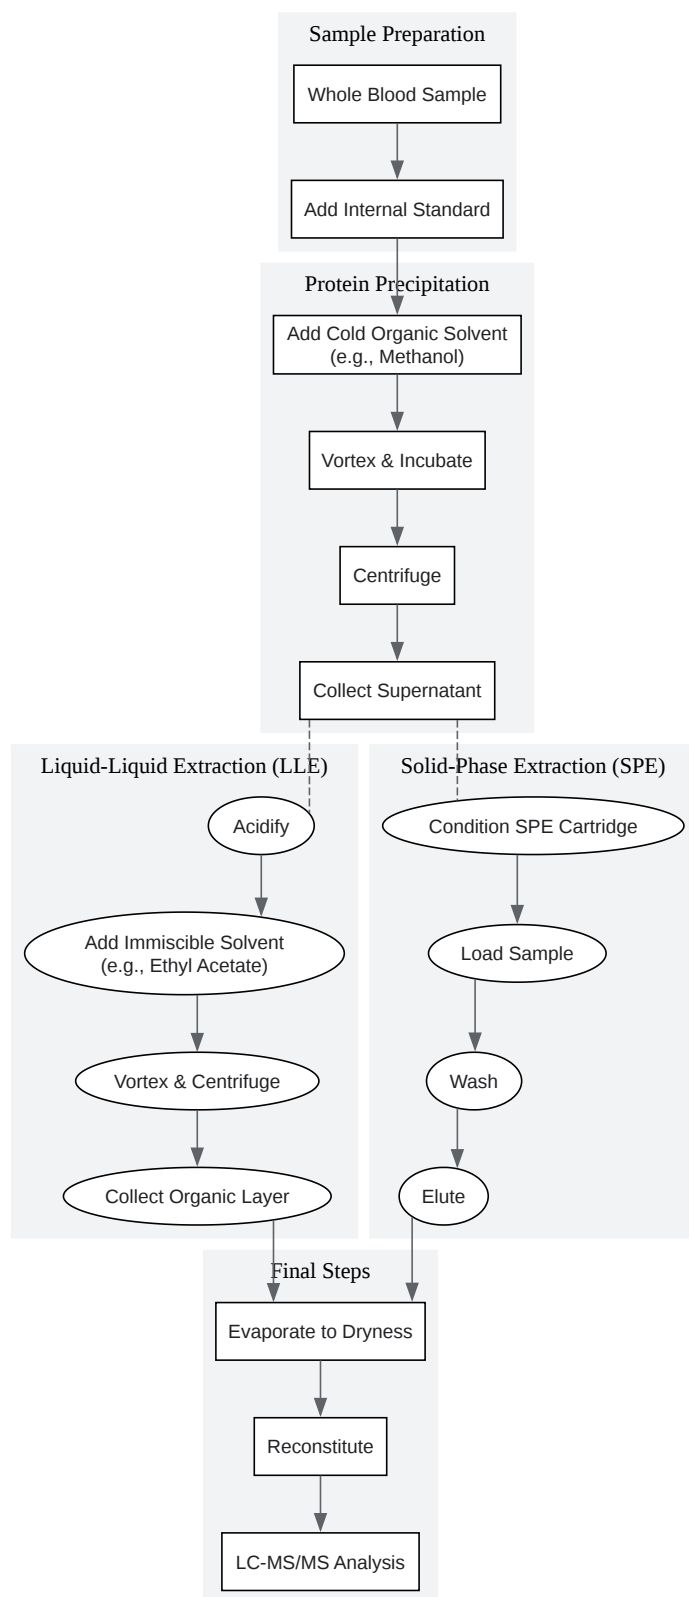 Sample Preparation
Whole Blood Sample
Add Internal Standard
Protein Precipitation
Add Cold Organic Solvent
(e.g., Methanol)
Vortex & Incubate
Centrifuge
Collect Supernatant
Liquid-Liquid Extraction (LLE)
Acidify
Add Immiscible Solvent
(e.g., Ethyl Acetate)
Vortex & Centrifuge
Collect Organic Layer
Solid-Phase Extraction (SPE)
Condition SPE Cartridge
Load Sample
Wash
Elute
Final Steps
Evaporate to Dryness
Reconstitute
LC-MS/MS Analysis